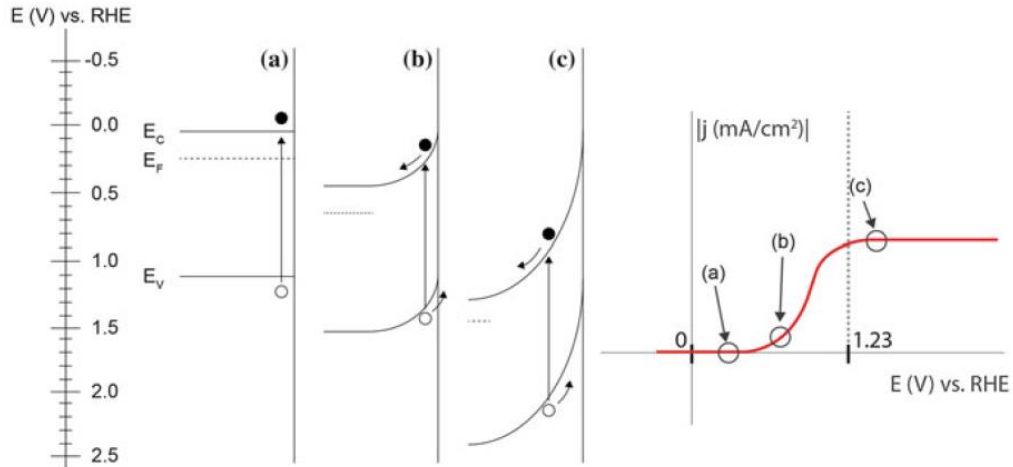 E (V) vs. RHE
(a)
(b)
(c)
-0.5
0.0
0.5
1.0
1.5
2.0
2.5
E_C
E_F
E_V
|j (mA/cm²)|
(c)
(b)
(a)
0
1.23
E (V) vs. RHE